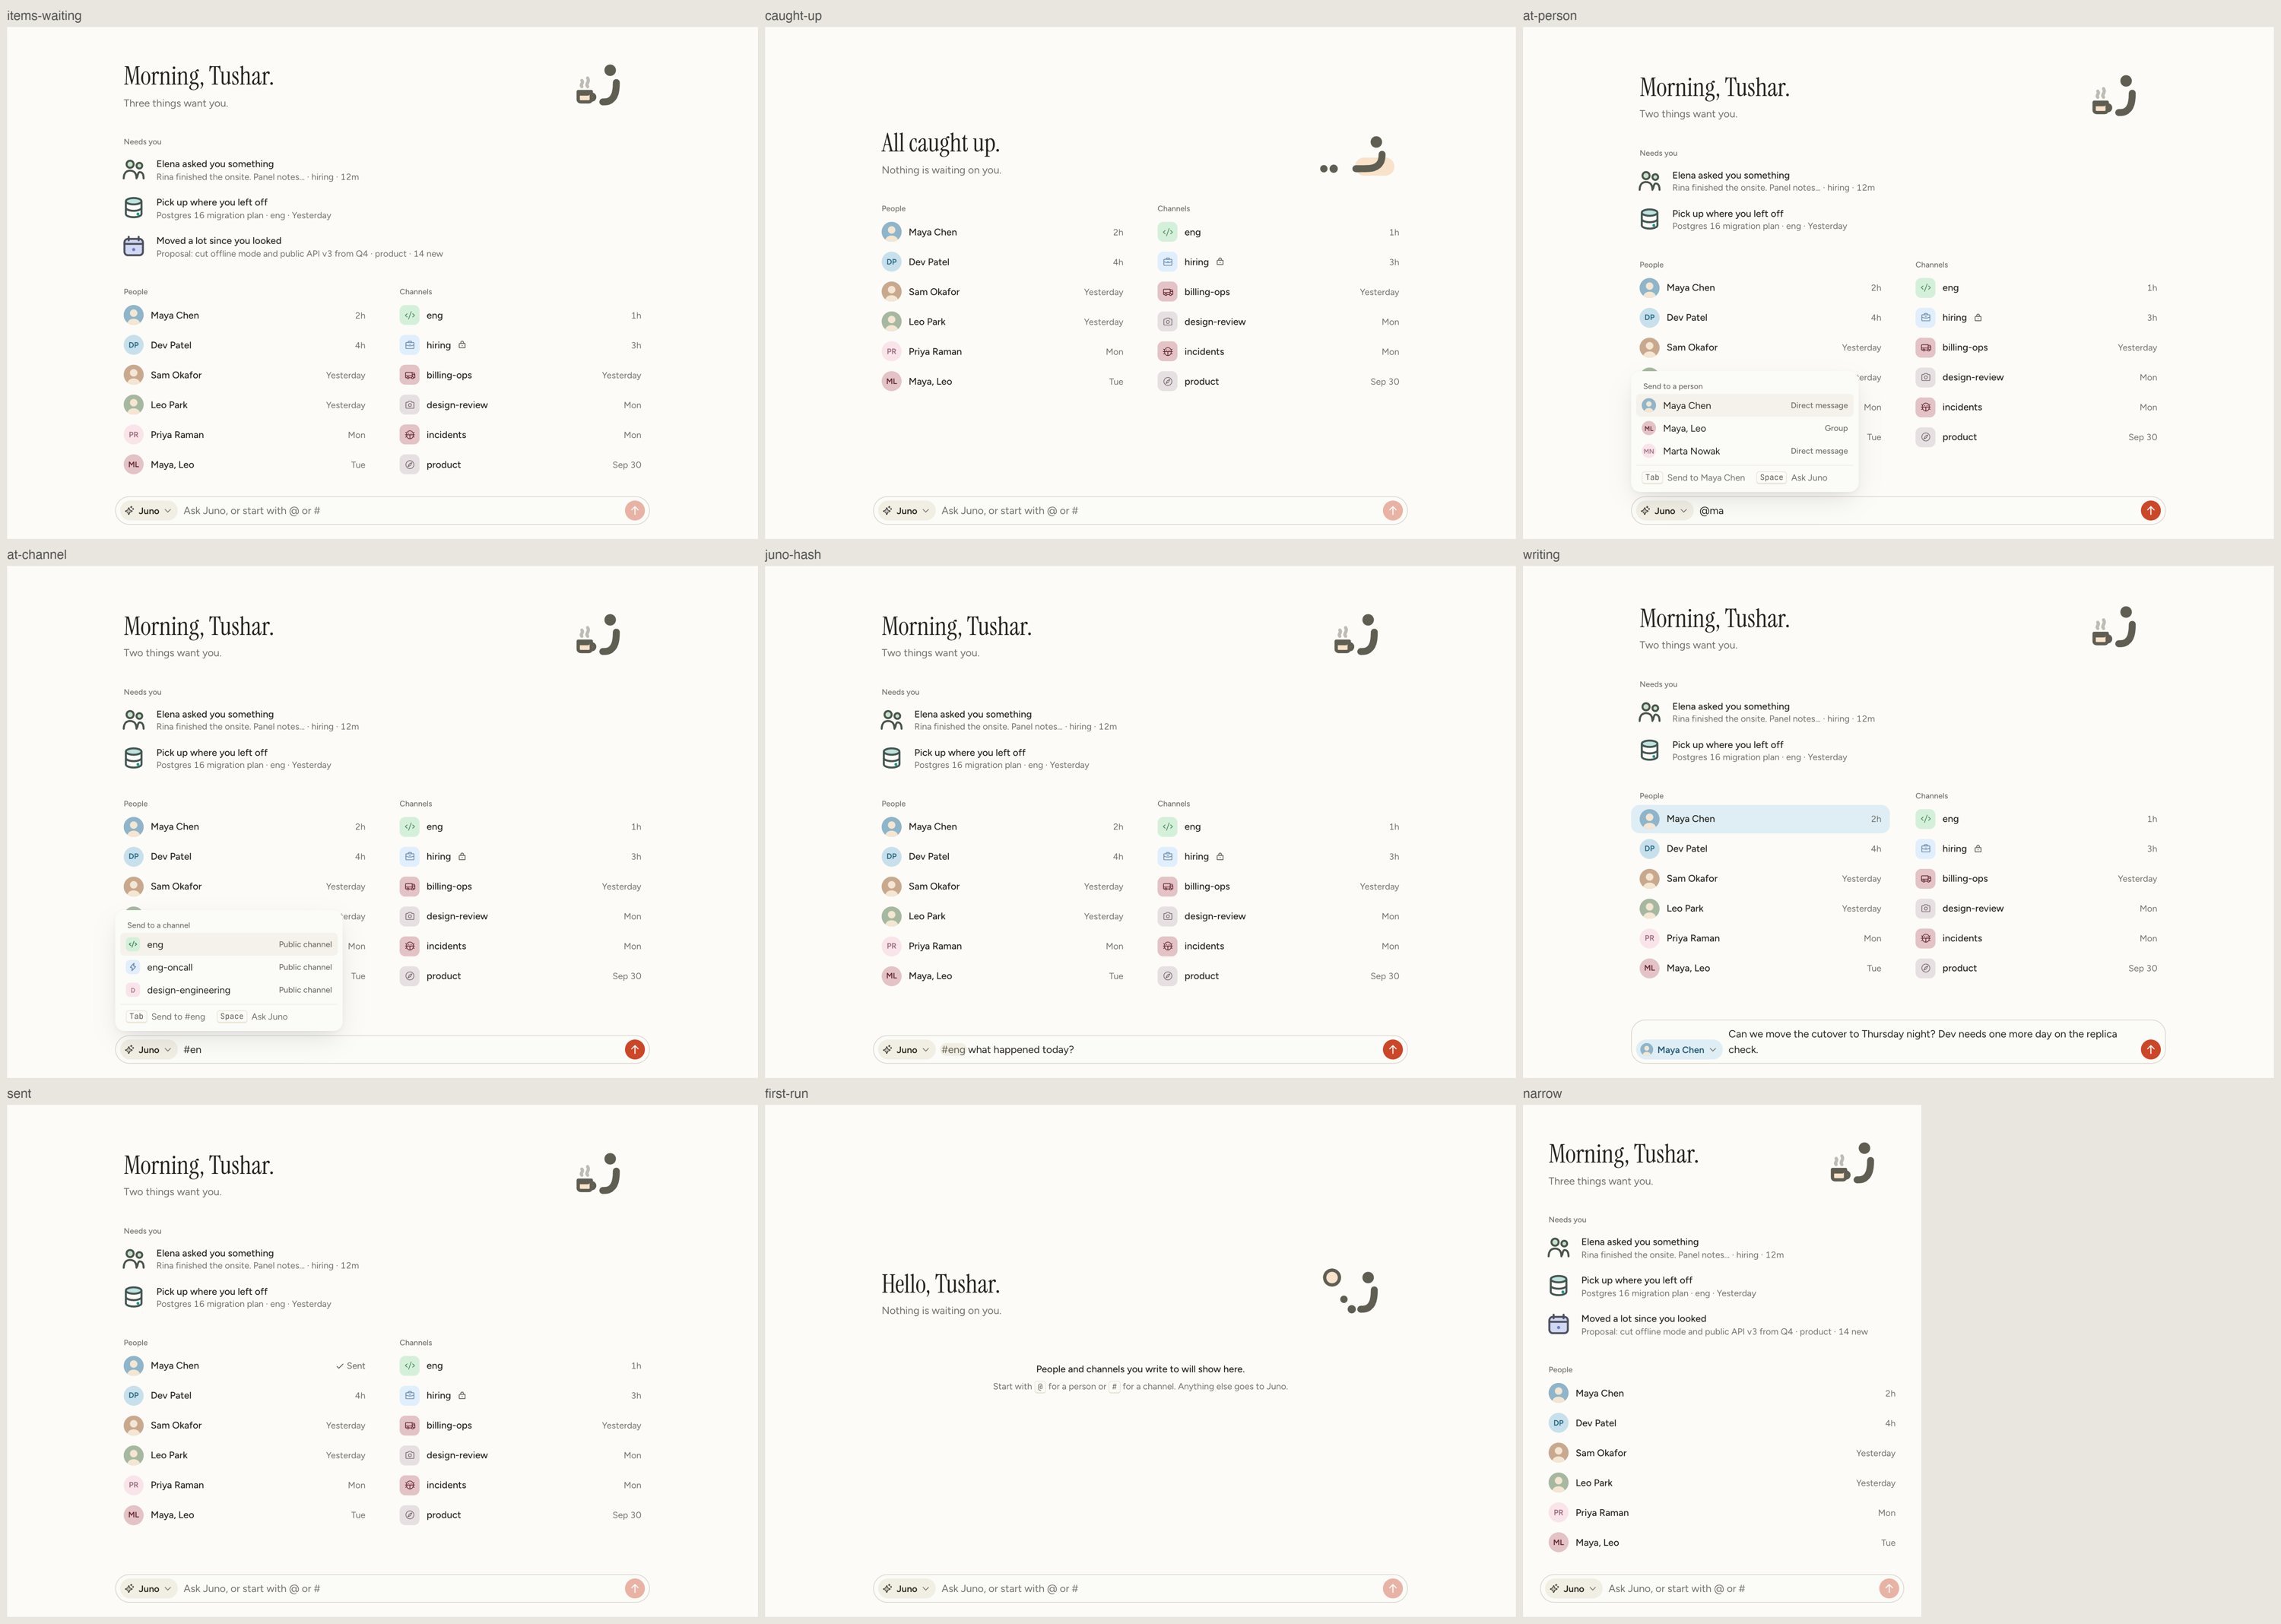 items-waiting
Morning, Tushar.
Three things want you.
Needs you
Elena asked you something
Rina finished the onsite. Panel notes... · hiring · 12m
Pick up where you left off
Postgres 16 migration plan · eng · Yesterday
Moved a lot since you looked
Proposal: cut offline mode and public API v3 from Q4 · product · 14 new
People
Channels
Maya Chen 2h
eng 1h
DP Dev Patel 4h
hiring 3h
Sam Okafor Yesterday
billing-ops Yesterday
Leo Park Yesterday
design-review Mon
PR Priya Raman Mon
incidents Mon
ML Maya, Leo Tue
product Sep 30
Juno Ask Juno, or start with @ or #
caught-up
All caught up.
Nothing is waiting on you.
People
Channels
Maya Chen 2h
eng 1h
DP Dev Patel 4h
hiring 3h
Sam Okafor Yesterday
billing-ops Yesterday
Leo Park Yesterday
design-review Mon
PR Priya Raman Mon
incidents Mon
ML Maya, Leo Tue
product Sep 30
Juno Ask Juno, or start with @ or #
at-person
Morning, Tushar.
Two things want you.
Needs you
Elena asked you something
Rina finished the onsite. Panel notes... · hiring · 12m
Pick up where you left off
Postgres 16 migration plan · eng · Yesterday
People
Channels
Maya Chen 2h
eng 1h
DP Dev Patel 4h
hiring 3h
Sam Okafor Yesterday
billing-ops Yesterday
erday
design-review Mon
Mon
incidents Mon
Tue
product Sep 30
Send to a person
Maya Chen Direct message
ML Maya, Leo Group
MN Marta Nowak Direct message
Tab Send to Maya Chen Space Ask Juno
Juno @ma
at-channel
Morning, Tushar.
Two things want you.
Needs you
Elena asked you something
Rina finished the onsite. Panel notes... · hiring · 12m
Pick up where you left off
Postgres 16 migration plan · eng · Yesterday
People
Channels
Maya Chen 2h
eng 1h
DP Dev Patel 4h
hiring 3h
Sam Okafor Yesterday
billing-ops Yesterday
erday
design-review Mon
Mon
incidents Mon
Tue
product Sep 30
Send to a channel
eng Public channel
eng-oncall Public channel
D design-engineering Public channel
Tab Send to #eng Space Ask Juno
Juno #en
juno-hash
Morning, Tushar.
Two things want you.
Needs you
Elena asked you something
Rina finished the onsite. Panel notes... · hiring · 12m
Pick up where you left off
Postgres 16 migration plan · eng · Yesterday
People
Channels
Maya Chen 2h
eng 1h
DP Dev Patel 4h
hiring 3h
Sam Okafor Yesterday
billing-ops Yesterday
Leo Park Yesterday
design-review Mon
PR Priya Raman Mon
incidents Mon
ML Maya, Leo Tue
product Sep 30
Juno #eng what happened today?
writing
Morning, Tushar.
Two things want you.
Needs you
Elena asked you something
Rina finished the onsite. Panel notes... · hiring · 12m
Pick up where you left off
Postgres 16 migration plan · eng · Yesterday
People
Channels
Maya Chen 2h
eng 1h
DP Dev Patel 4h
hiring 3h
Sam Okafor Yesterday
billing-ops Yesterday
Leo Park Yesterday
design-review Mon
PR Priya Raman Mon
incidents Mon
ML Maya, Leo Tue
product Sep 30
Can we move the cutover to Thursday night? Dev needs one more day on the replica
Maya Chen check.
sent
Morning, Tushar.
Two things want you.
Needs you
Elena asked you something
Rina finished the onsite. Panel notes... · hiring · 12m
Pick up where you left off
Postgres 16 migration plan · eng · Yesterday
People
Channels
Maya Chen Sent
eng 1h
DP Dev Patel 4h
hiring 3h
Sam Okafor Yesterday
billing-ops Yesterday
Leo Park Yesterday
design-review Mon
PR Priya Raman Mon
incidents Mon
ML Maya, Leo Tue
product Sep 30
Juno Ask Juno, or start with @ or #
first-run
Hello, Tushar.
Nothing is waiting on you.
People and channels you write to will show here.
Start with @ for a person or # for a channel. Anything else goes to Juno.
Juno Ask Juno, or start with @ or #
narrow
Morning, Tushar.
Three things want you.
Needs you
Elena asked you something
Rina finished the onsite. Panel notes... · hiring · 12m
Pick up where you left off
Postgres 16 migration plan · eng · Yesterday
Moved a lot since you looked
Proposal: cut offline mode and public API v3 from Q4 · product · 14 new
People
Maya Chen 2h
DP Dev Patel 4h
Sam Okafor Yesterday
Leo Park Yesterday
PR Priya Raman Mon
ML Maya, Leo Tue
Juno Ask Juno, or start with @ or #